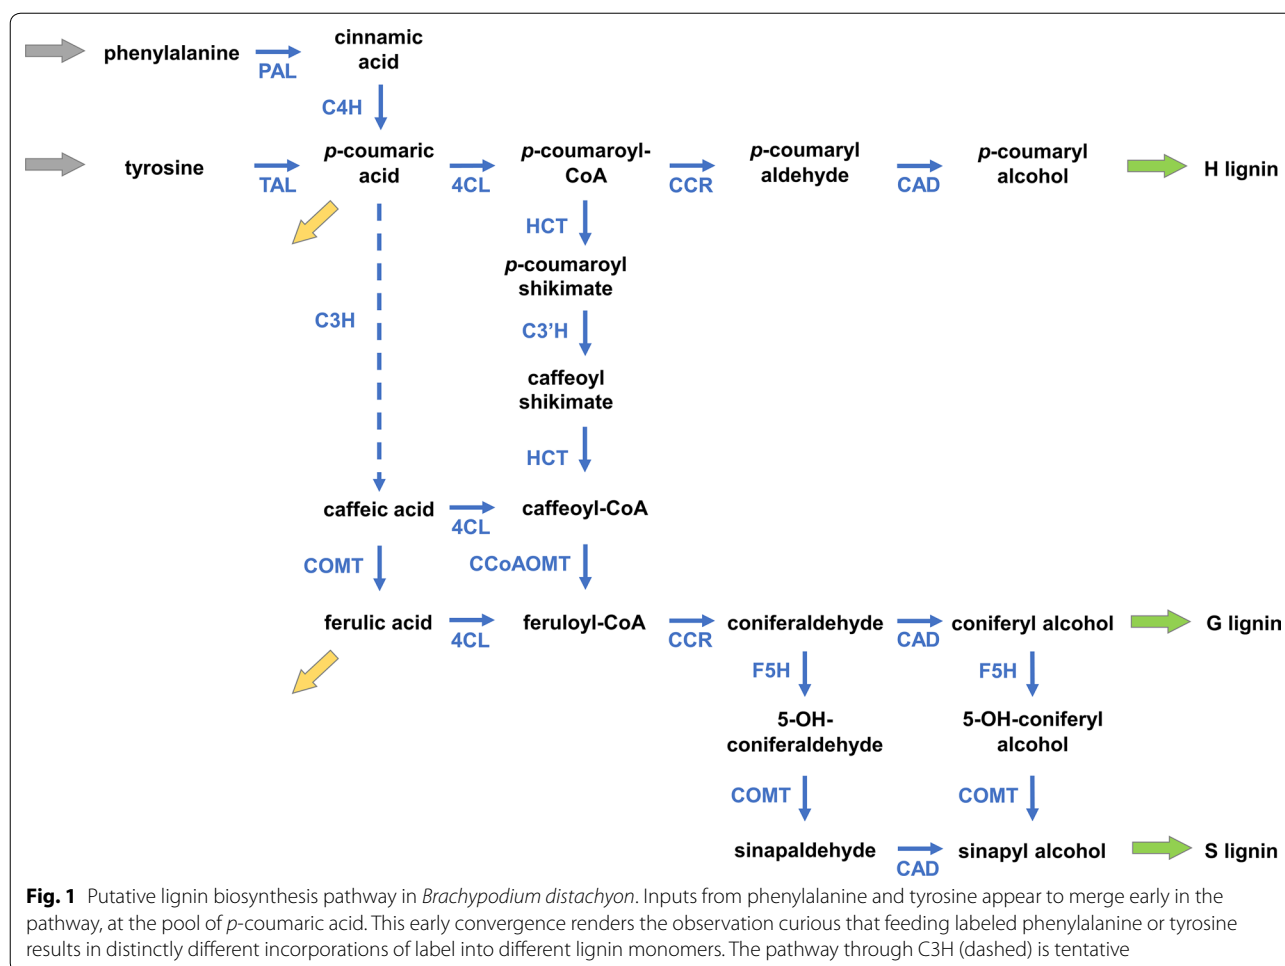 cinnamic
acid
phenylalanine
PAL
C4H
tyrosine
TAL
p-coumaric
acid
4CL
p-coumaroyl-
CoA
CCR
p-coumaryl
aldehyde
CAD
p-coumaryl
alcohol
H lignin
HCT
p-coumaroyl
shikimate
C3H
C3’H
caffeoyl
shikimate
HCT
caffeic acid
4CL
caffeoyl-CoA
COMT
CCoAOMT
ferulic acid
4CL
feruloyl-CoA
CCR
coniferaldehyde
CAD
coniferyl alcohol
G lignin
F5H
F5H
5-OH-
coniferaldehyde
5-OH-coniferyl
alcohol
COMT
COMT
sinapaldehyde
CAD
sinapyl alcohol
S lignin
Fig. 1 Putative lignin biosynthesis pathway in Brachypodium distachyon. Inputs from phenylalanine and tyrosine appear to merge early in the
pathway, at the pool of p-coumaric acid. This early convergence renders the observation curious that feeding labeled phenylalanine or tyrosine
results in distinctly different incorporations of label into different lignin monomers. The pathway through C3H (dashed) is tentative